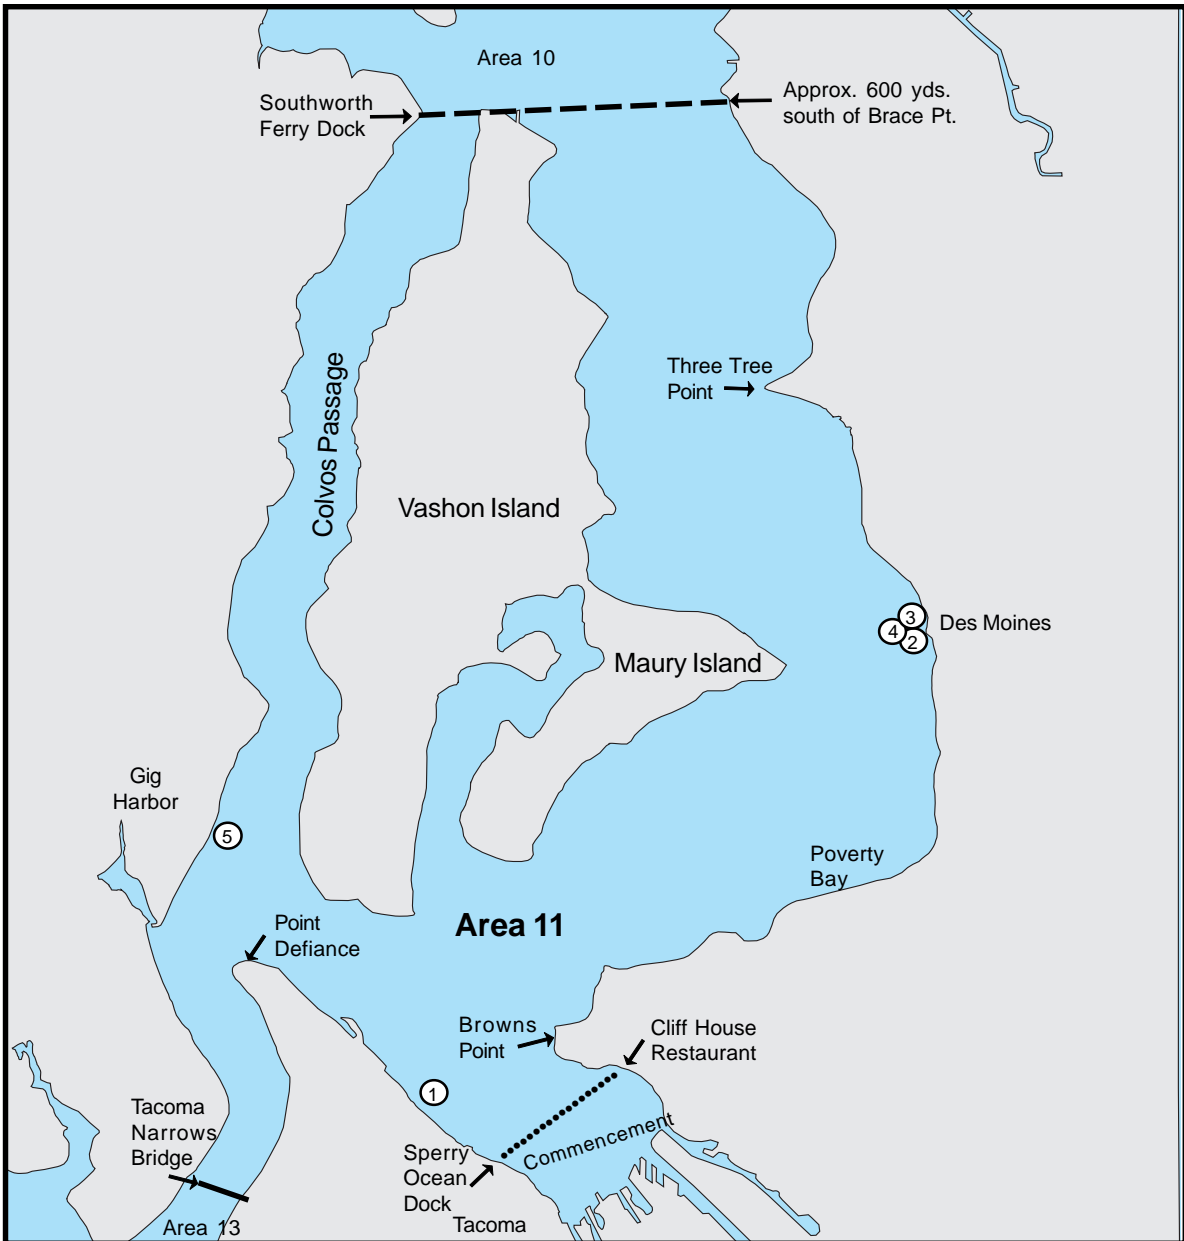 Area 10
Southworth
Ferry Dock
Approx. 600 yds.
south of Brace Pt.
Three Tree
Point
Colvos Passage
Vashon Island
3
4
2
Des Moines
Maury Island
Gig
Harbor
5
Poverty
Bay
Point
Defiance
Area 11
Browns
Point
Cliff House
Restaurant
1
Tacoma
Narrows
Bridge
Commencement
Sperry
Ocean
Dock
Tacoma
Area 13